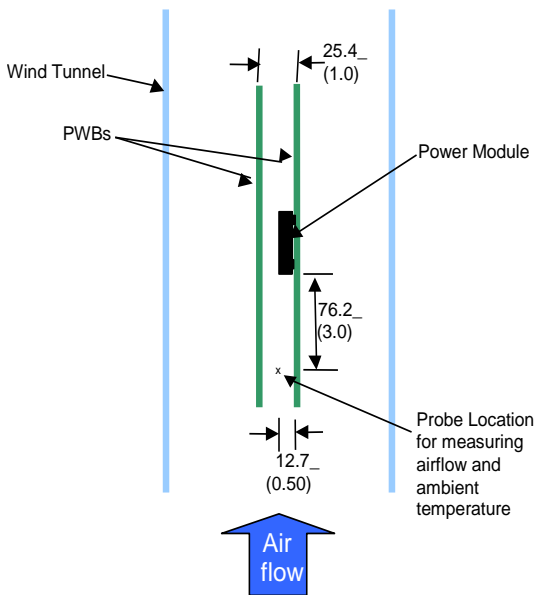 25.4_
(1.0)
Wind Tunnel
PWBs
Power Module
76.2_
(3.0)
x
Probe Location
for measuring
airflow and
ambient
temperature
12.7_
(0.50)
Air
flow